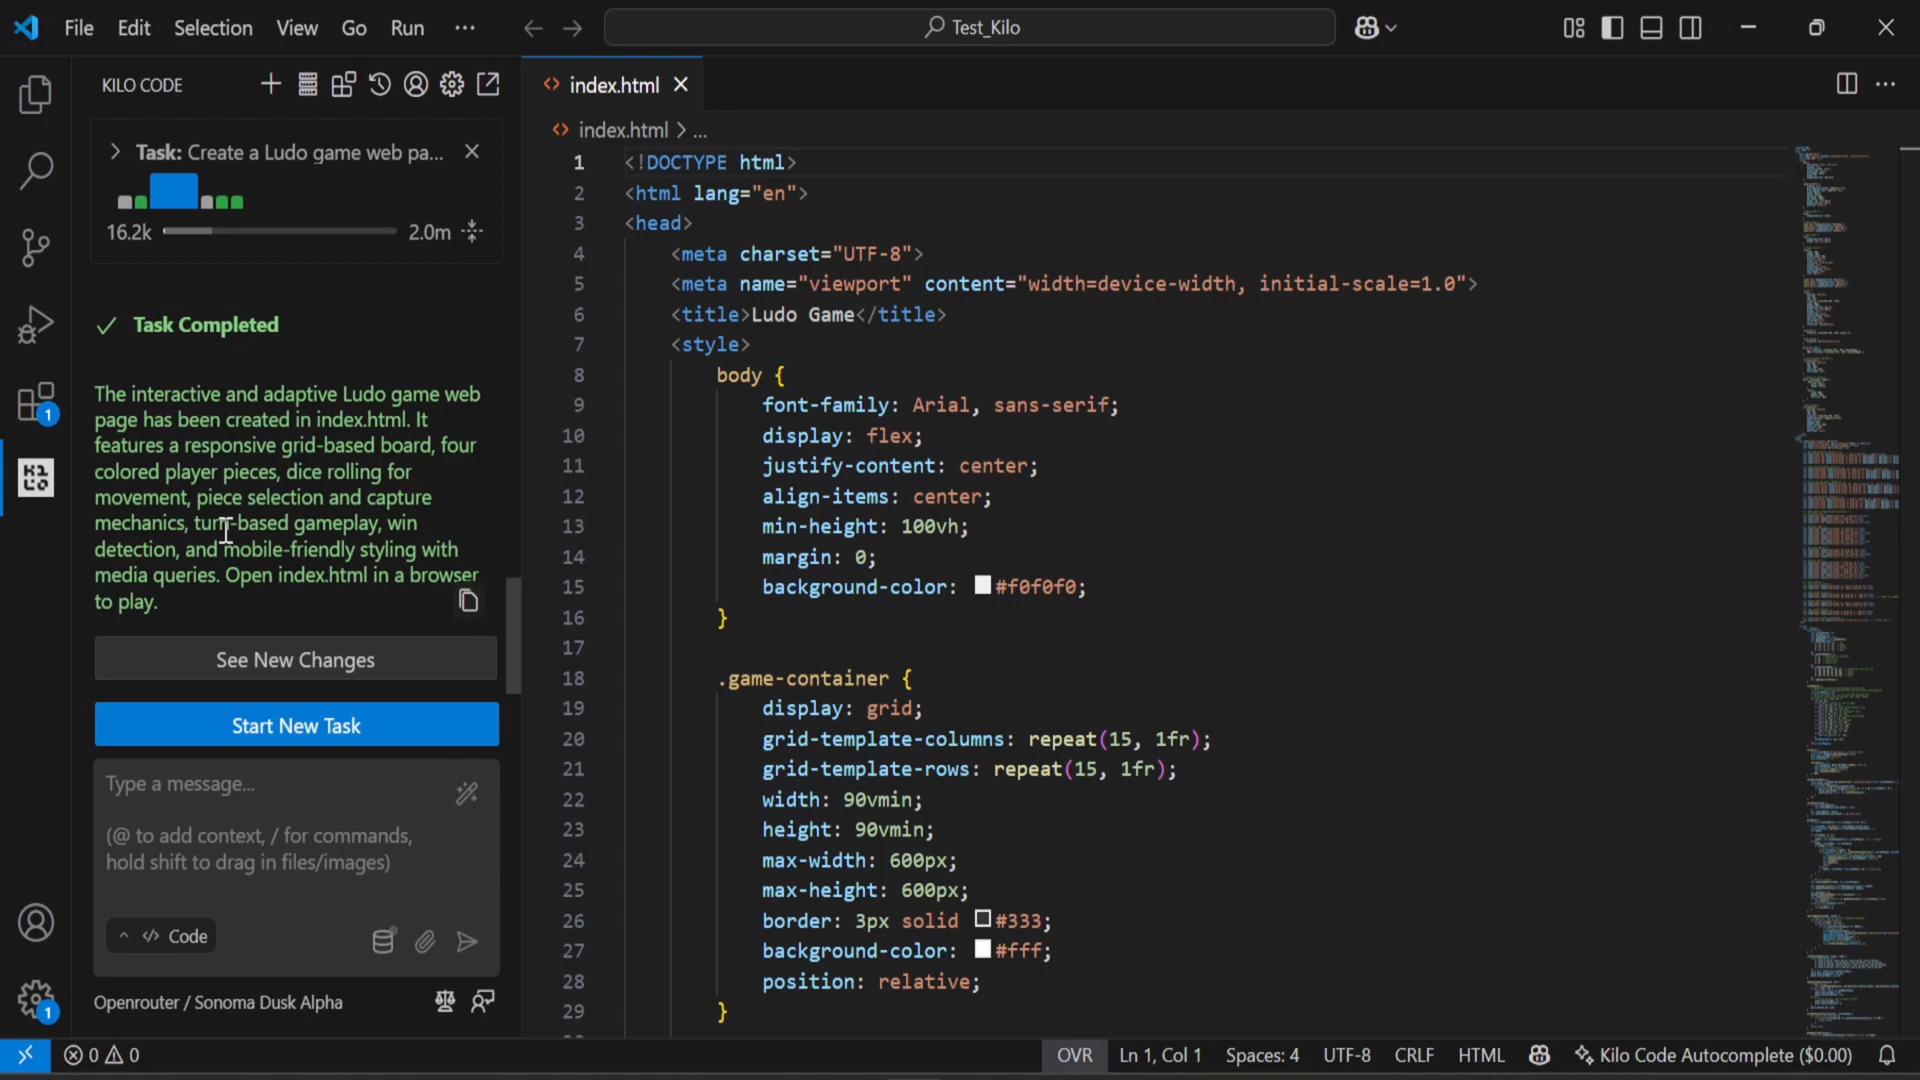 File Edit Selection View Go Run ··· Test_Kilo
KILO CODE
Task: Create a Ludo game web pa...
16.2k 2.0m
Task Completed
The interactive and adaptive Ludo game web
page has been created in index.html. It
features a responsive grid-based board, four
colored player pieces, dice rolling for
movement, piece selection and capture
mechanics, turn-based gameplay, win
detection, and mobile-friendly styling with
media queries. Open index.html in a browser
to play.
See New Changes
Start New Task
Type a message...
(@ to add context, / for commands,
hold shift to drag in files/images)
</> Code
Openrouter / Sonoma Dusk Alpha
1
KILO
1
index.html
index.html > ...
1 <!DOCTYPE html>
2 <html lang="en">
3 <head>
4 <meta charset="UTF-8">
5 <meta name="viewport" content="width=device-width, initial-scale=1.0">
6 <title>Ludo Game</title>
7 <style>
8 body {
9 font-family: Arial, sans-serif;
10 display: flex;
11 justify-content: center;
12 align-items: center;
13 min-height: 100vh;
14 margin: 0;
15 background-color: #f0f0f0;
16 }
17
18 .game-container {
19 display: grid;
20 grid-template-columns: repeat(15, 1fr);
21 grid-template-rows: repeat(15, 1fr);
22 width: 90vmin;
23 height: 90vmin;
24 max-width: 600px;
25 max-height: 600px;
26 border: 3px solid #333;
27 background-color: #fff;
28 position: relative;
29 }
0 0 OVR Ln 1, Col 1 Spaces: 4 UTF-8 CRLF HTML Kilo Code Autocomplete ($0.00)